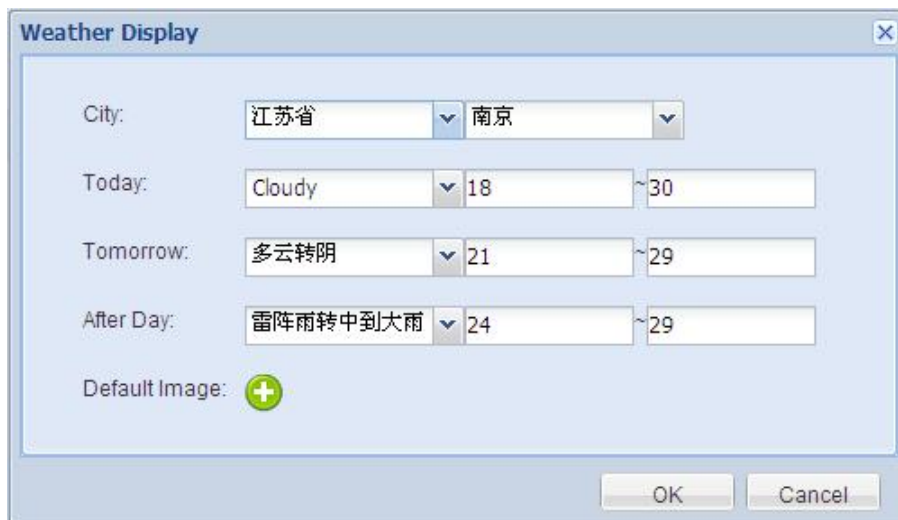 Weather Display
City: 江苏省 南京
Today: Cloudy 18 ~ 30
Tomorrow: 多云转阴 21 ~ 29
After Day: 雷阵雨转中到大雨 24 ~ 29
Default Image:
OK Cancel